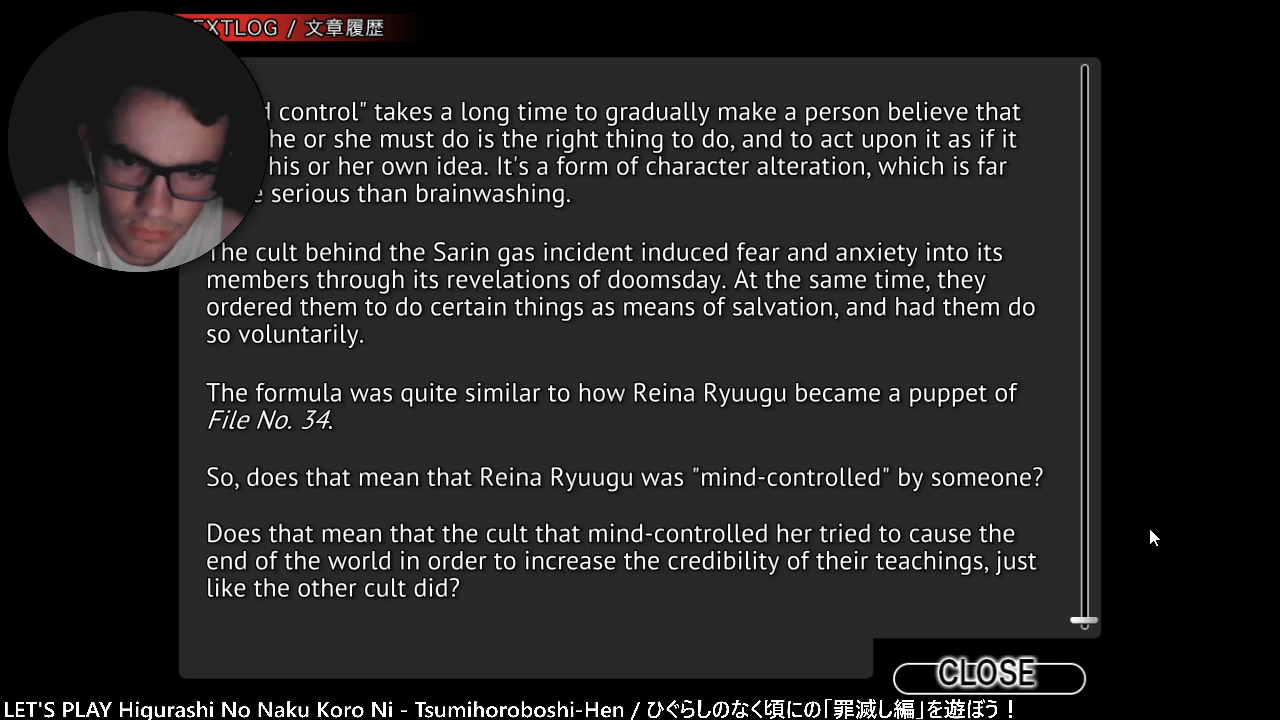 EXTLOG / 文章履歴
control" takes a long time to gradually make a person believe that
he or she must do is the right thing to do, and to act upon it as if it
his or her own idea. It's a form of character alteration, which is far
serious than brainwashing.
The cult behind the Sarin gas incident induced fear and anxiety into its
members through its revelations of doomsday. At the same time, they
ordered them to do certain things as means of salvation, and had them do
so voluntarily.
The formula was quite similar to how Reina Ryuugu became a puppet of
File No. 34.
So, does that mean that Reina Ryuugu was "mind-controlled" by someone?
Does that mean that the cult that mind-controlled her tried to cause the
end of the world in order to increase the credibility of their teachings, just
like the other cult did?
CLOSE
LET'S PLAY Higurashi No Naku Koro Ni - Tsumihoroboshi-Hen / ひぐらしのなく頃にの「罪滅し編」を遊ぼう！